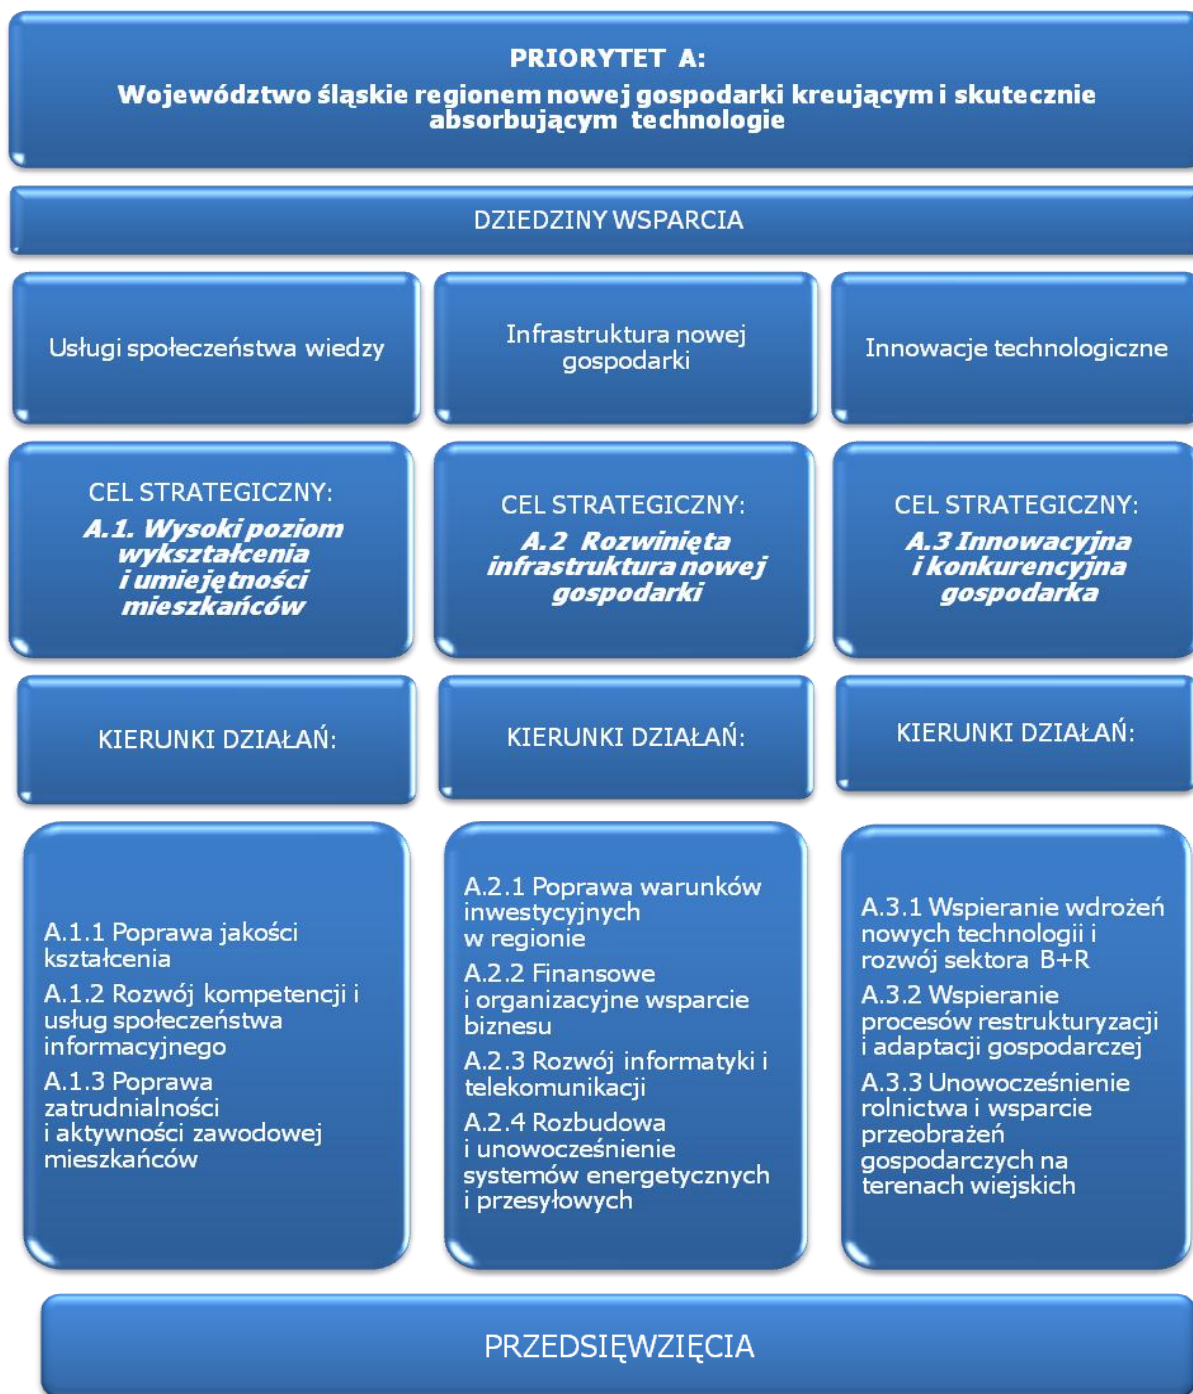 PRIORYTET A:
Województwo śląskie regionem nowej gospodarki kreującym i skutecznie
absorbującym technologie
DZIEDZINY WSPARCIA
Usługi społeczeństwa wiedzy
Infrastruktura nowej
gospodarki
Innowacje technologiczne
CEL STRATEGICZNY:
A.1. Wysoki poziom
wykształcenia
i umiejętności
mieszkańców
CEL STRATEGICZNY:
A.2 Rozwinięta
infrastruktura nowej
gospodarki
CEL STRATEGICZNY:
A.3 Innowacyjna
i konkurencyjna
gospodarka
KIERUNKI DZIAŁAŃ:
KIERUNKI DZIAŁAŃ:
KIERUNKI DZIAŁAŃ:
A.1.1 Poprawa jakości
kształcenia
A.1.2 Rozwój kompetencji i
usług społeczeństwa
informacyjnego
A.1.3 Poprawa
zatrudnialności
i aktywności zawodowej
mieszkańców
A.2.1 Poprawa warunków
inwestycyjnych
w regionie
A.2.2 Finansowe
i organizacyjne wsparcie
biznesu
A.2.3 Rozwój informatyki i
telekomunikacji
A.2.4 Rozbudowa
i unowocześnienie
systemów energetycznych
i przesyłowych
A.3.1 Wspieranie wdrożeń
nowych technologii i
rozwój sektora B+R
A.3.2 Wspieranie
procesów restrukturyzacji
i adaptacji gospodarczej
A.3.3 Unowocześnienie
rolnictwa i wsparcie
przeobrażeń
gospodarczych na
terenach wiejskich
PRZEDSIĘWZIĘCIA